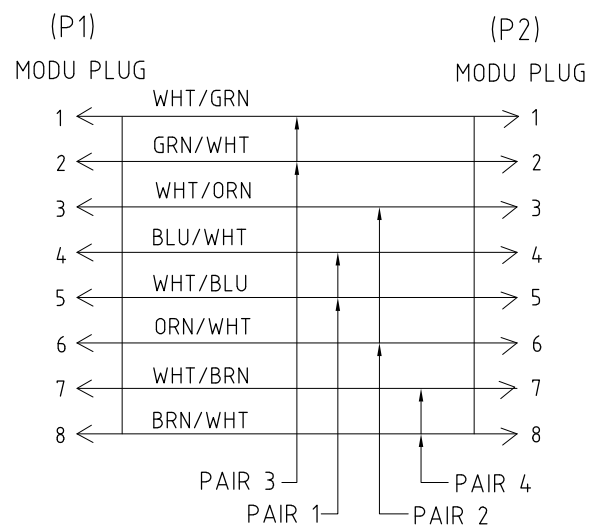 (P1) (P2)
MODU PLUG MODU PLUG
1 WHT/GRN 1
2 GRN/WHT 2
3 WHT/ORN 3
4 BLU/WHT 4
5 WHT/BLU 5
6 ORN/WHT 6
7 WHT/BRN 7
8 BRN/WHT 8
PAIR 3 PAIR 4
PAIR 1 PAIR 2